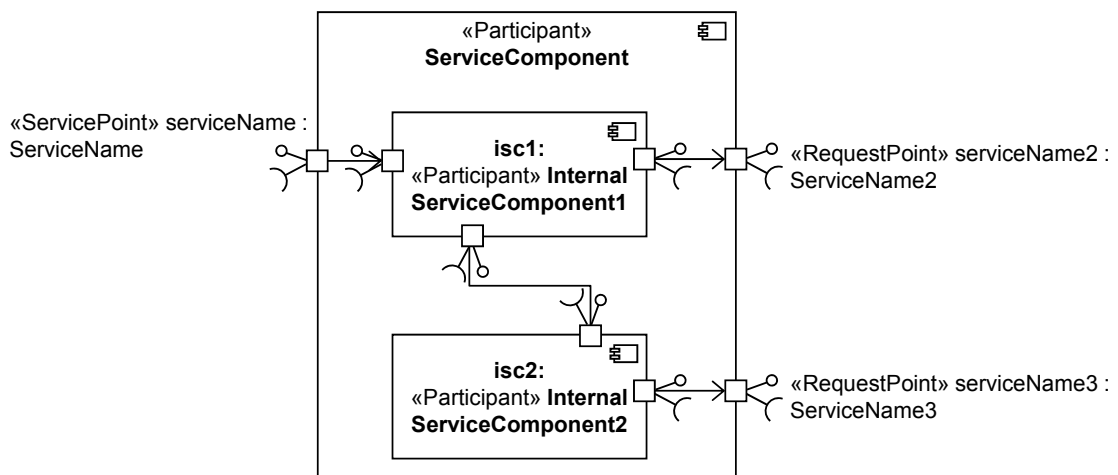 «Participant»
ServiceComponent
«ServicePoint» serviceName :
ServiceName
isc1:
«Participant» Internal
ServiceComponent1
«RequestPoint» serviceName2 :
ServiceName2
isc2:
«Participant» Internal
ServiceComponent2
«RequestPoint» serviceName3 :
ServiceName3